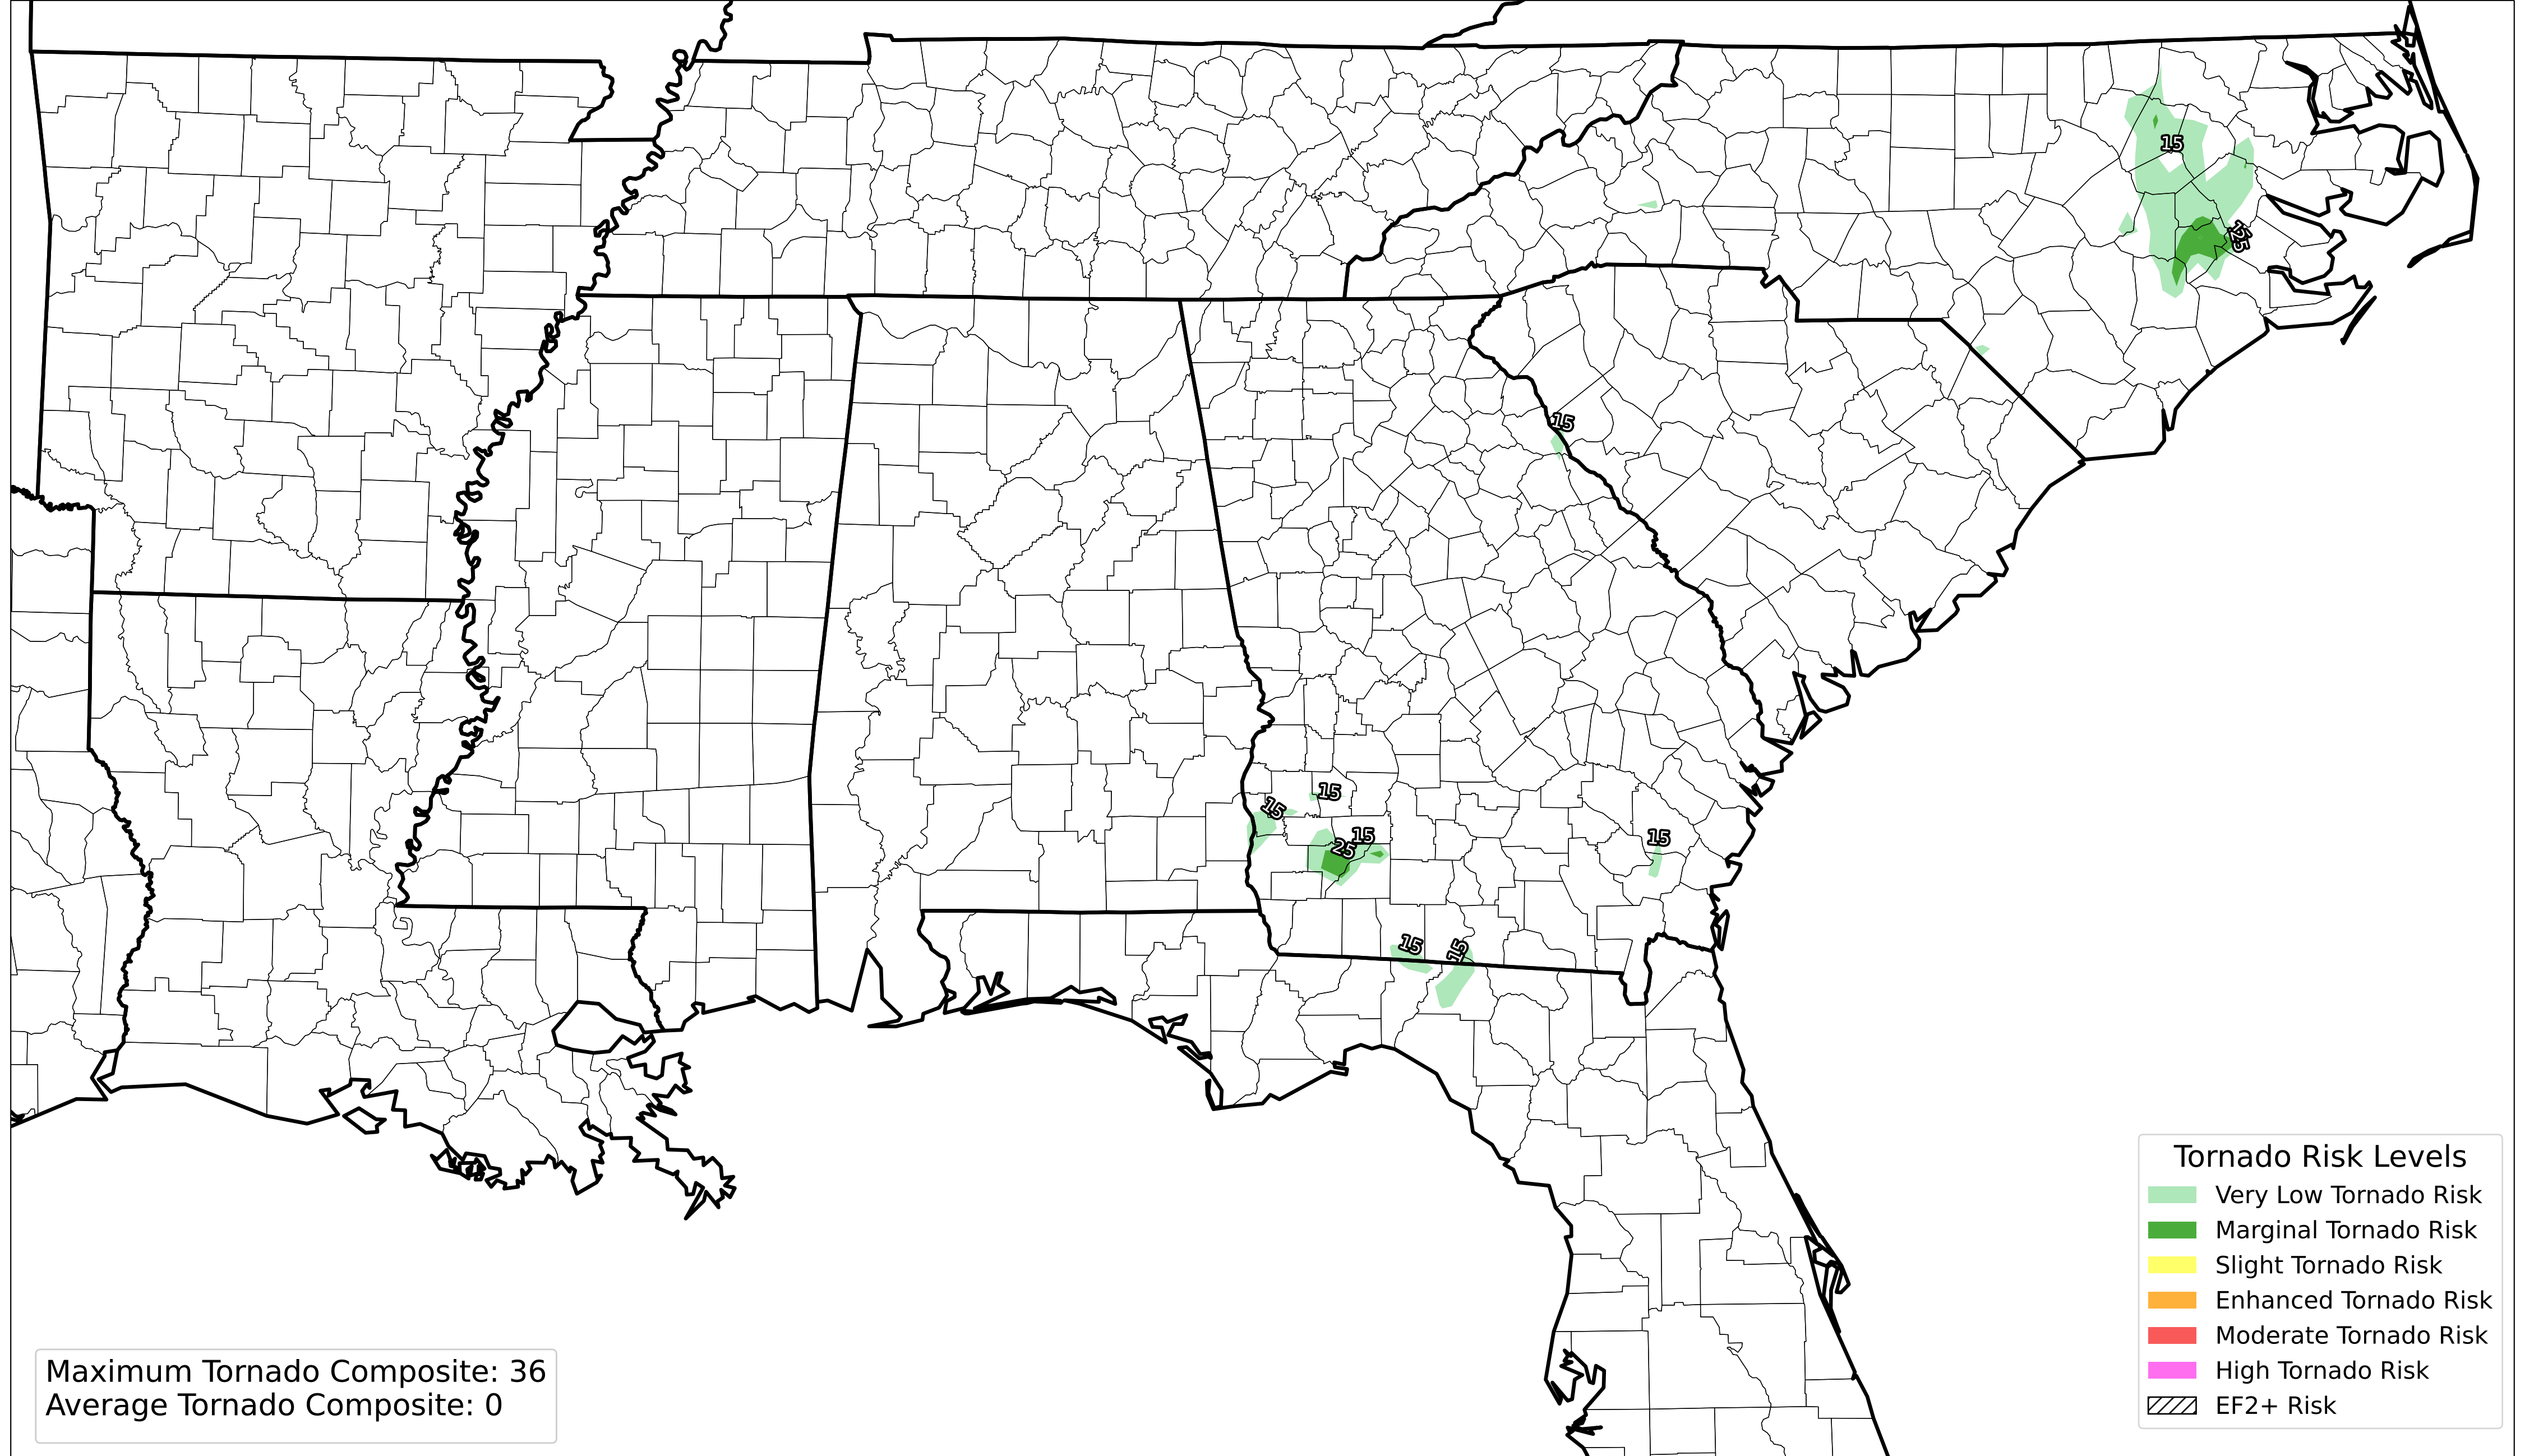 15
15
25
15
15
15
15
25
15
15
15
Tornado Risk Levels
Very Low Tornado Risk
Marginal Tornado Risk
Slight Tornado Risk
Enhanced Tornado Risk
Moderate Tornado Risk
High Tornado Risk
EF2+ Risk
Maximum Tornado Composite: 36
Average Tornado Composite: 0